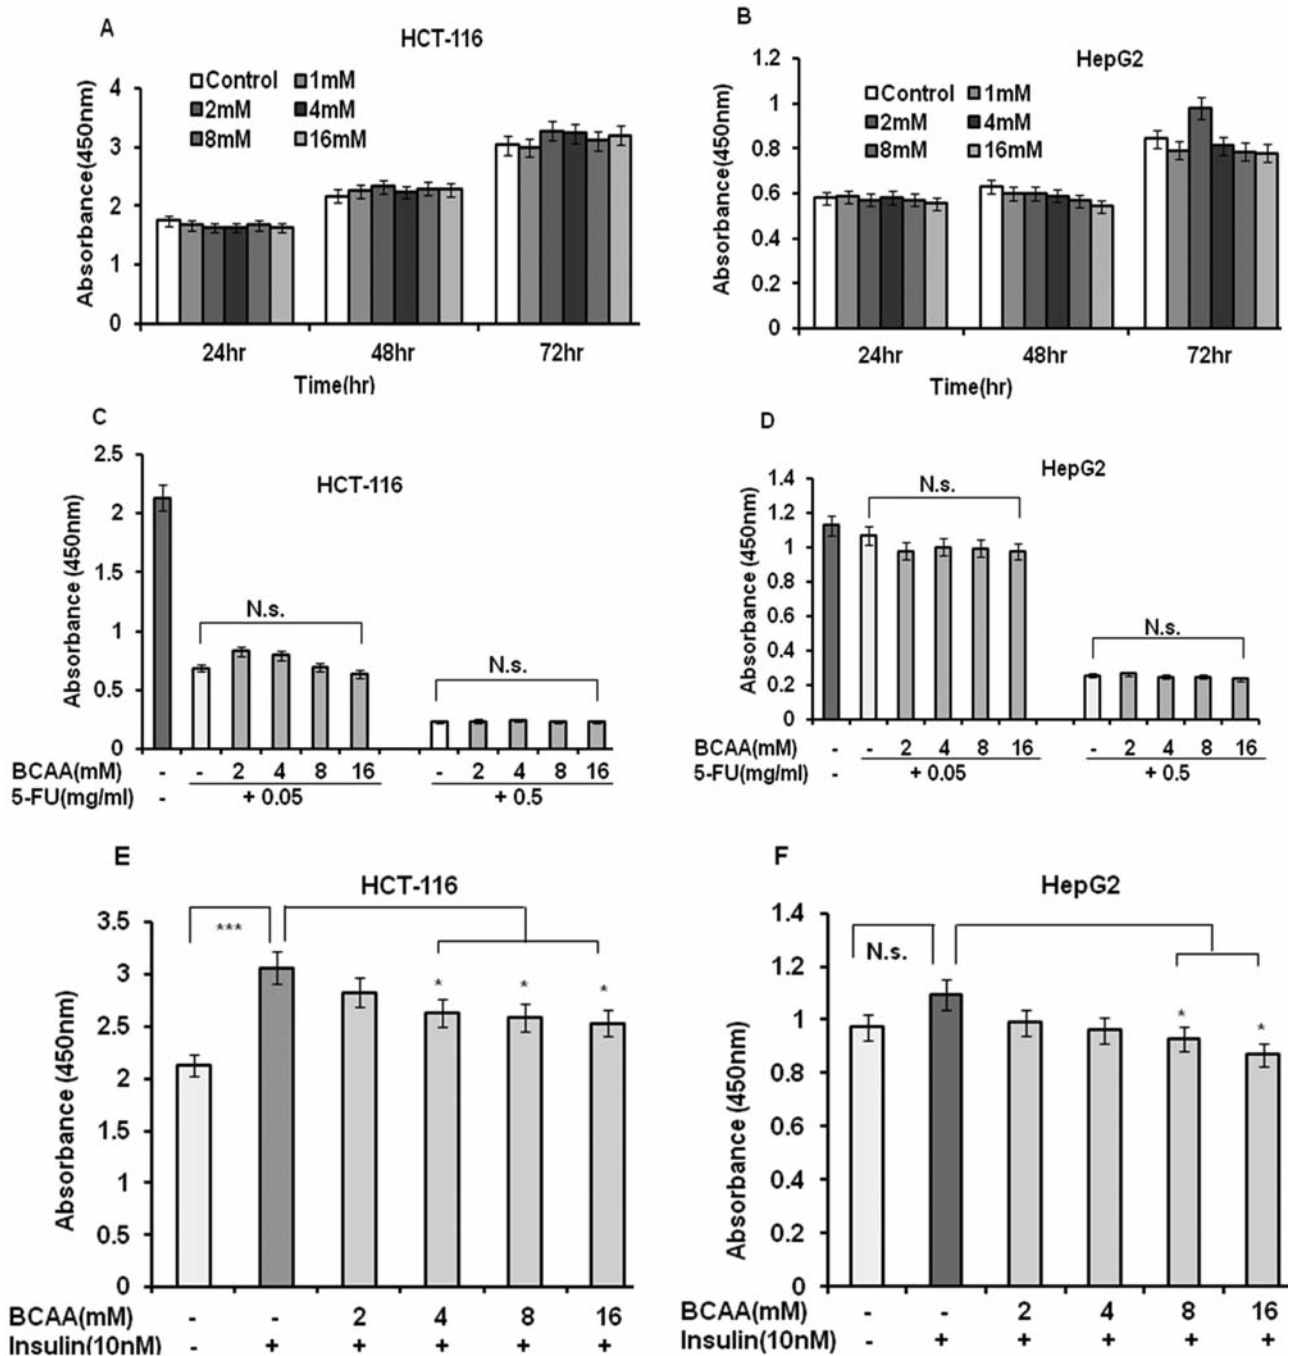 A
HCT-116
Control 1mM
2mM 4mM
8mM 16mM
Absorbance(450nm)
4
3
2
1
0
24hr 48hr 72hr
Time(hr)
B
HepG2
Control 1mM
2mM 4mM
8mM 16mM
Absorbance(450nm)
1.2
1
0.8
0.6
0.4
0.2
0
24hr 48hr 72hr
Time(hr)
C
HCT-116
Absorbance (450nm)
2.5
2
1.5
1
0.5
0
N.s.
N.s.
BCAA(mM) - - 2 4 8 16 - 2 4 8 16
5-FU(mg/ml) - + 0.05 + 0.5
D
HepG2
Absorbance (450nm)
1.4
1.2
1
0.8
0.6
0.4
0.2
0
N.s.
N.s.
BCAA(mM) - - 2 4 8 16 - 2 4 8 16
5-FU(mg/ml) - + 0.05 + 0.5
E
HCT-116
Absorbance (450nm)
3.5
3
2.5
2
1.5
1
0.5
0
***
* * *
BCAA(mM) - - 2 4 8 16
Insulin(10nM) - + + + + +
F
HepG2
Absorbance (450nm)
1.4
1.2
1
0.8
0.6
0.4
0.2
0
N.s.
* *
BCAA(mM) - - 2 4 8 16
Insulin(10nM) - + + + + +